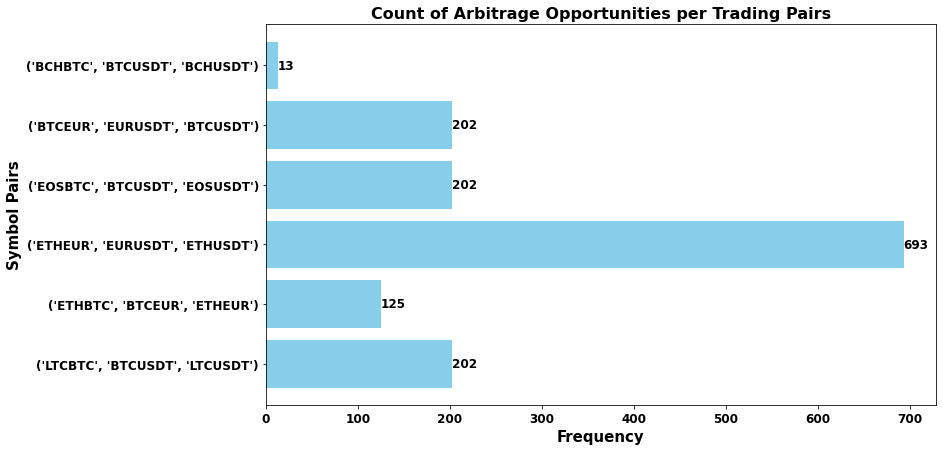 Count of Arbitrage Opportunities per Trading Pairs
Symbol Pairs
('BCHBTC', 'BTCUSDT', 'BCHUSDT') 13
('BTCEUR', 'EURUSDT', 'BTCUSDT') 202
('EOSBTC', 'BTCUSDT', 'EOSUSDT') 202
('ETHEUR', 'EURUSDT', 'ETHUSDT') 693
('ETHBTC', 'BTCEUR', 'ETHEUR') 125
('LTCBTC', 'BTCUSDT', 'LTCUSDT') 202
0 100 200 300 400 500 600 700
Frequency